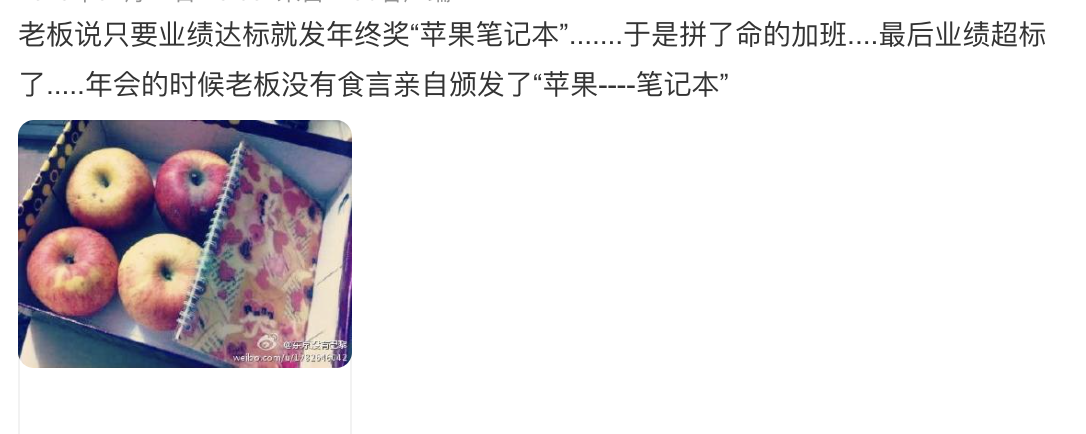 老板说只要业绩达标就发年终奖“苹果笔记本”.......于是拼了命的加班....最后业绩超标
了.....年会的时候老板没有食言亲自颁发了“苹果----笔记本”